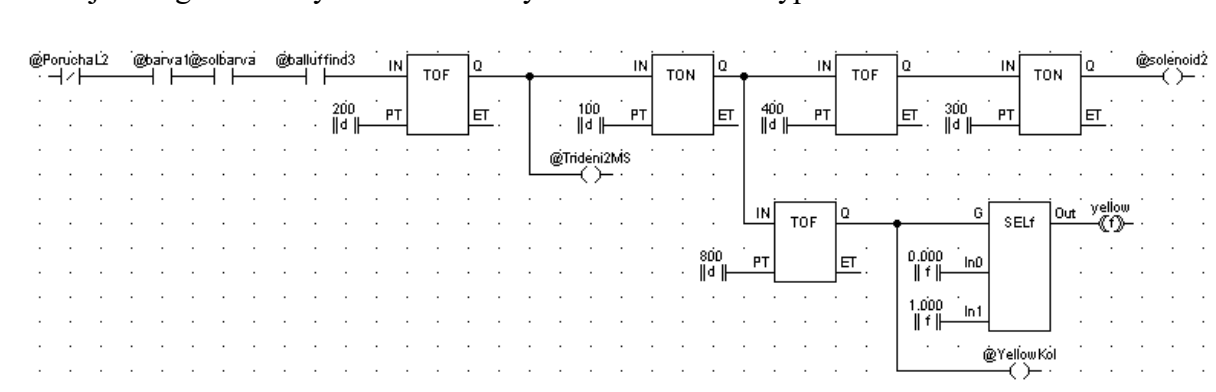 @PoruchaL2 @barva1 @solbarva @balluffind3 IN TOF Q IN TON Q IN TOF Q IN TON Q @solenoid2
200 d PT ET 100 d PT ET 400 d PT ET 300 d PT ET
@Trideni2MS
IN TOF Q G SELf Out yellow f
800 d PT ET 0.000 f In0
1.000 f In1
@YellowKol